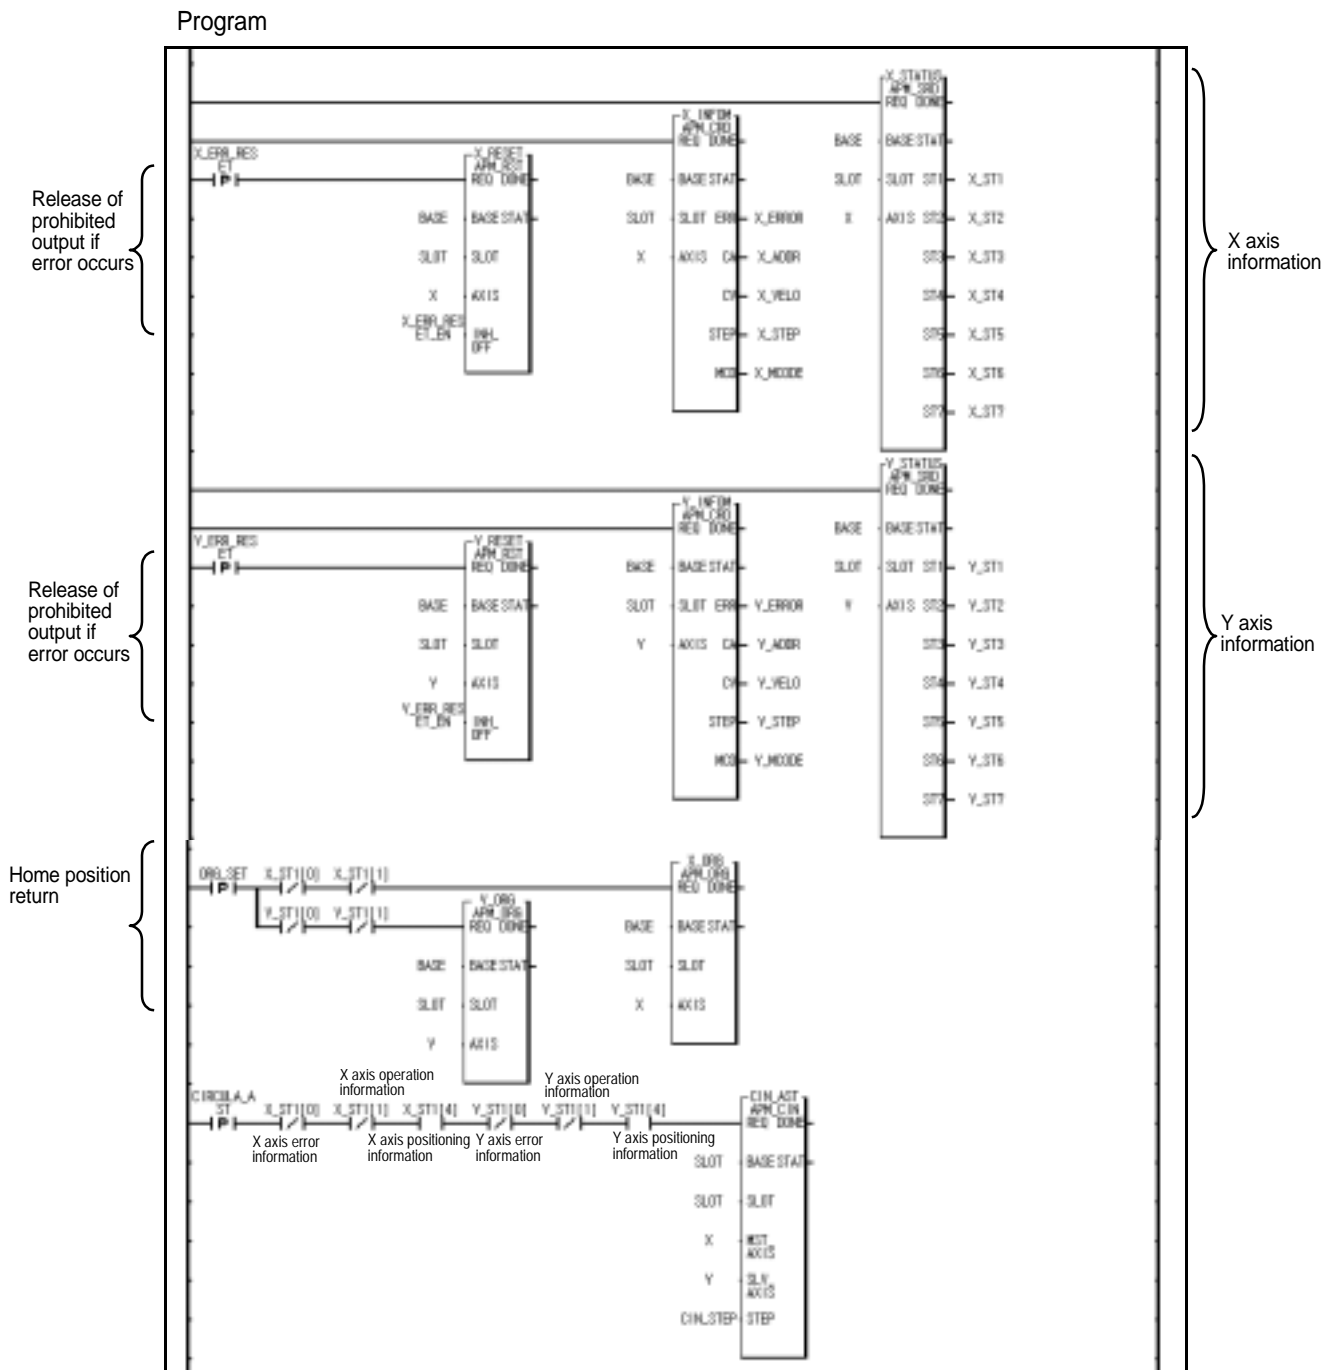 Program
X_STATUS
APM_SRD
REQ DONE
X_INFOM
APM_CRD
REQ DONE
BASE
BASE STAT
X_ERR_RES
ET
P
X_RESET
APM_RST
REQ DONE
BASE
BASE STAT
SLOT
SLOT ST1
X_ST1
Release of
prohibited
output if
error occurs
BASE
BASE STAT
SLOT
SLOT ERR
X_ERROR
X
AXIS ST2
X_ST2
X axis
information
SLOT
SLOT
X
AXIS CA
X_ADDR
ST3
X_ST3
X
AXIS
CV
X_VELO
ST4
X_ST4
X_ERR_RES
ET_EN
INH_
OFF
STEP
X_STEP
ST5
X_ST5
MCD
X_MCODE
ST6
X_ST6
ST7
X_ST7
Y_STATUS
APM_SRD
REQ DONE
Y_INFOM
APM_CRD
REQ DONE
BASE
BASE STAT
Y_ERR_RES
ET
P
Y_RESET
APM_RST
REQ DONE
BASE
BASE STAT
SLOT
SLOT ST1
Y_ST1
Release of
prohibited
output if
error occurs
BASE
BASE STAT
SLOT
SLOT ERR
Y_ERROR
Y
AXIS ST2
Y_ST2
Y axis
information
SLOT
SLOT
Y
AXIS CA
Y_ADDR
ST3
Y_ST3
Y
AXIS
CV
Y_VELO
ST4
Y_ST4
Y_ERR_RES
ET_EN
INH_
OFF
STEP
Y_STEP
ST5
Y_ST5
MCD
Y_MCODE
ST6
Y_ST6
ST7
Y_ST7
Home position
return
ORG_SET
P
X_ST1[0]
X_ST1[1]
X_ORG
APM_ORG
REQ DONE
Y_ST1[0]
Y_ST1[1]
Y_ORG
APM_ORG
REQ DONE
BASE
BASE STAT
BASE
BASE STAT
SLOT
SLOT
SLOT
SLOT
X
AXIS
Y
AXIS
X axis operation
information
Y axis operation
information
CIRCULA_A
ST
P
X_ST1[0]
X_ST1[1]
X_ST1[4]
Y_ST1[0]
Y_ST1[1]
Y_ST1[4]
CIN_AST
APM_CIN
REQ DONE
X axis error
information
X axis positioning
information
Y axis error
information
Y axis positioning
information
SLOT
BASE STAT
SLOT
SLOT
X
MST_
AXIS
Y
SLV_
AXIS
CIN_STEP
STEP